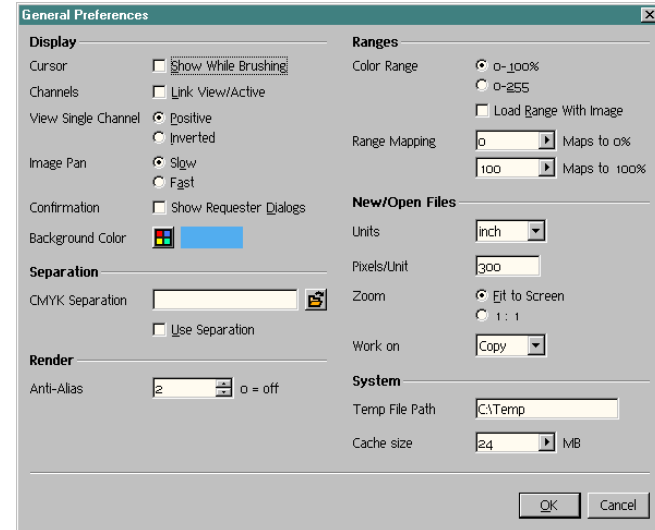 General Preferences
Display
Cursor
Show While Brushing
Channels
Link View/Active
View Single Channel
Positive
Inverted
Image Pan
Slow
Fast
Confirmation
Show Requester Dialogs
Background Color
Separation
CMYK Separation
Use Separation
Render
Anti-Alias
2
0 = off
Ranges
Color Range
0-100%
0-255
Load Range With Image
Range Mapping
0
Maps to 0%
100
Maps to 100%
New/Open Files
Units
inch
Pixels/Unit
300
Zoom
Fit to Screen
1 : 1
Work on
Copy
System
Temp File Path
C:\Temp
Cache size
24
MB
OK
Cancel